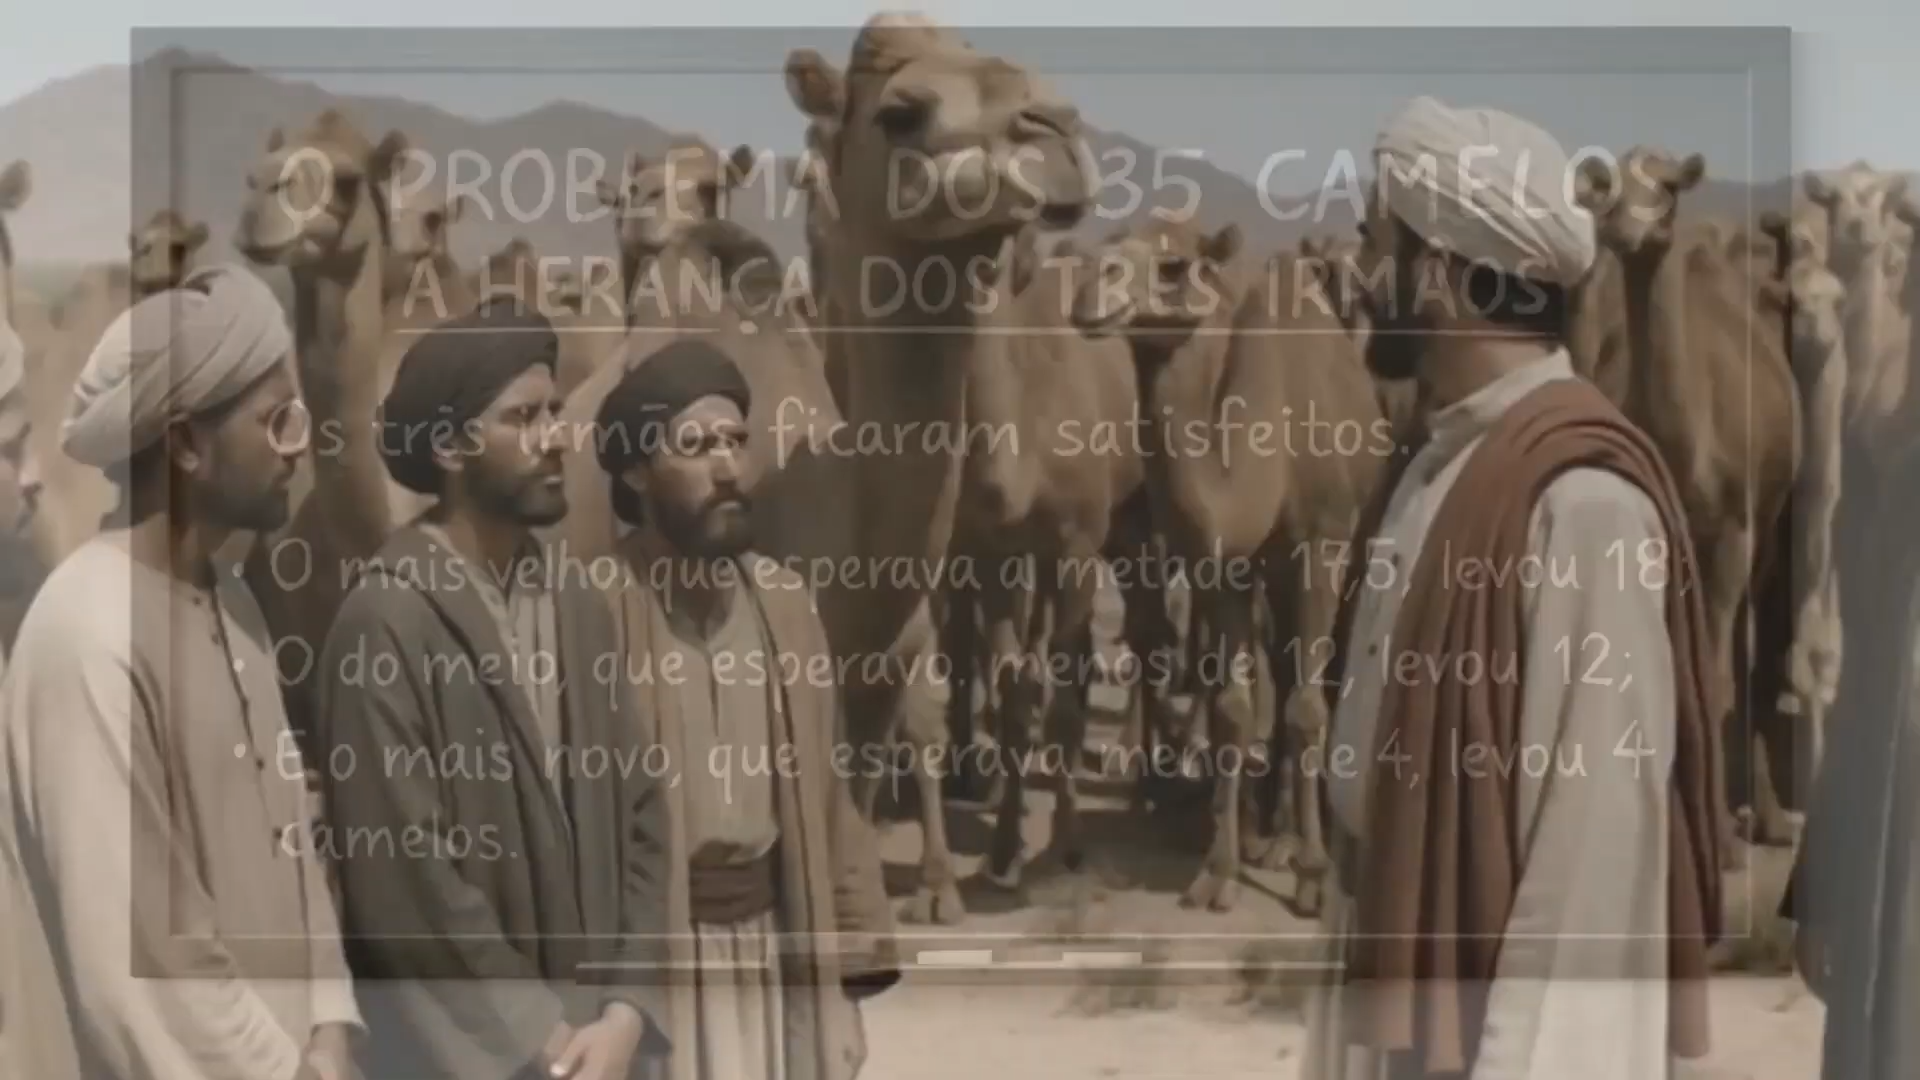 O PROBLEMA DOS 35 CAMELOS
A HERANÇA DOS TRÊS IRMÃOS
Os três irmãos ficaram satisfeitos.
• O mais velho, que esperava a metade: 17,5, levou 18;
• O do meio, que esperava. menos de 12, levou 12;
• E o mais novo, que esperava menos de 4, levou 4
camelos.